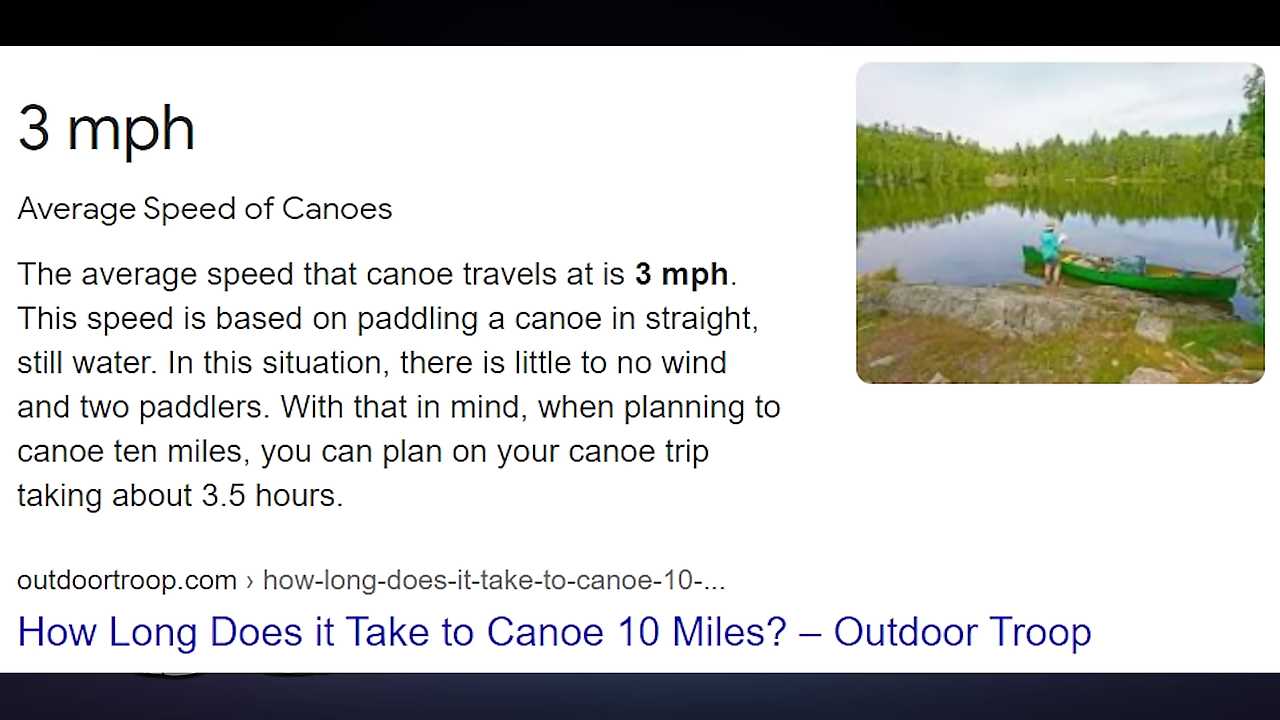 3 mph
Average Speed of Canoes
The average speed that canoe travels at is 3 mph.
This speed is based on paddling a canoe in straight,
still water. In this situation, there is little to no wind
and two paddlers. With that in mind, when planning to
canoe ten miles, you can plan on your canoe trip
taking about 3.5 hours.
outdoortroop.com › how-long-does-it-take-to-canoe-10-...
How Long Does it Take to Canoe 10 Miles? – Outdoor Troop